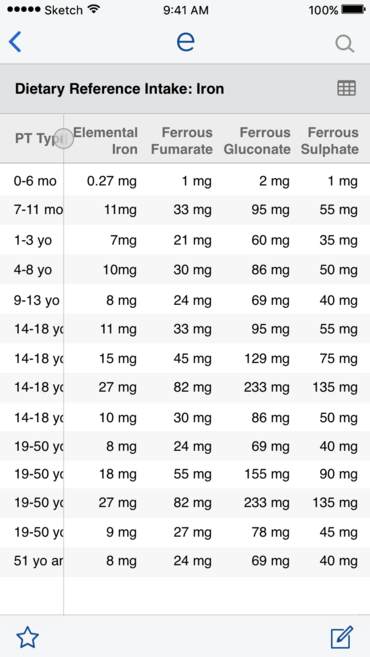 Sketch 9:41 AM 100%
e
Dietary Reference Intake: Iron
PT Typ Elemental Iron Ferrous Fumarate Ferrous Gluconate Ferrous Sulphate
0-6 mo 0.27 mg 1 mg 2 mg 1 mg
7-11 mo 11mg 33 mg 95 mg 55 mg
1-3 yo 7mg 21 mg 60 mg 35 mg
4-8 yo 10mg 30 mg 86 mg 50 mg
9-13 yo 8 mg 24 mg 69 mg 40 mg
14-18 yo 11 mg 33 mg 95 mg 55 mg
14-18 yo 15 mg 45 mg 129 mg 75 mg
14-18 yo 27 mg 82 mg 233 mg 135 mg
14-18 yo 10 mg 30 mg 86 mg 50 mg
19-50 yo 8 mg 24 mg 69 mg 40 mg
19-50 yo 18 mg 55 mg 155 mg 90 mg
19-50 yo 27 mg 82 mg 233 mg 135 mg
19-50 yo 9 mg 27 mg 78 mg 45 mg
51 yo ar 8 mg 24 mg 69 mg 40 mg